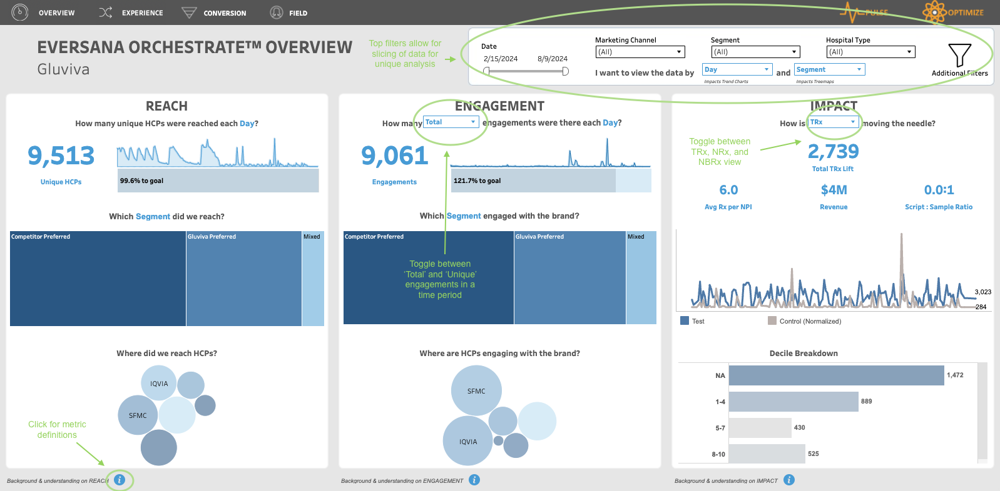 OVERVIEW
EXPERIENCE
CONVERSION
FIELD
PULSE
OPTIMIZE
EVERSANA ORCHESTRATE™ OVERVIEW
Gluviva
Top filters allow for
slicing of data for
unique analysis
Date
2/15/2024
8/9/2024
Marketing Channel
(All)
Segment
(All)
Hospital Type
(All)
I want to view the data by
Day
and
Segment
Impacts Trend Charts
Impacts Treemaps
Additional Filters
REACH
How many unique HCPs were reached each Day?
9,513
Unique HCPs
99.6% to goal
Which Segment did we reach?
Competitor Preferred
Gluviva Preferred
Mixed
Where did we reach HCPs?
IQVIA
SFMC
Click for metric
definitions
Background & understanding on REACH
i
ENGAGEMENT
How many Total engagements were there each Day?
9,061
Engagements
121.7% to goal
Which Segment engaged with the brand?
Competitor Preferred
Gluviva Preferred
Mixed
Toggle between
‘Total’ and ‘Unique’
engagements in a
time period
Where are HCPs engaging with the brand?
SFMC
IQVIA
Background & understanding on ENGAGEMENT
i
IMPACT
How is TRx moving the needle?
Toggle between
TRx, NRx, and
NBRx view
2,739
Total TRx Lift
6.0
Avg Rx per NPI
$4M
Revenue
0.0:1
Script : Sample Ratio
3,023
284
Test
Control (Normalized)
Decile Breakdown
NA
1,472
1-4
889
5-7
430
8-10
525
Background & understanding on IMPACT
i